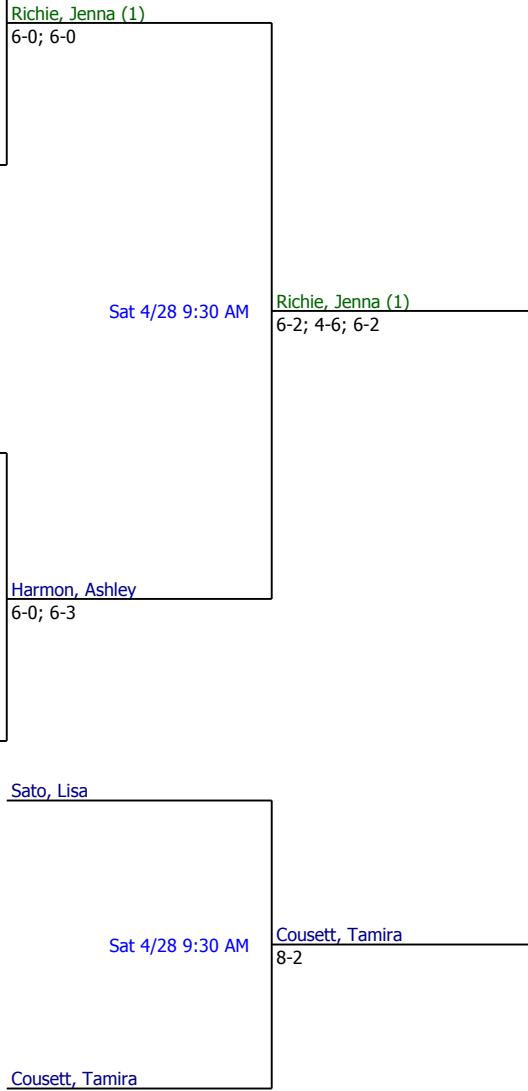 Richie, Jenna (1)
6-0; 6-0
Sat 4/28 9:30 AM
Richie, Jenna (1)
6-2; 4-6; 6-2
Harmon, Ashley
6-0; 6-3
Sato, Lisa
Sat 4/28 9:30 AM
Cousett, Tamira
8-2
Cousett, Tamira